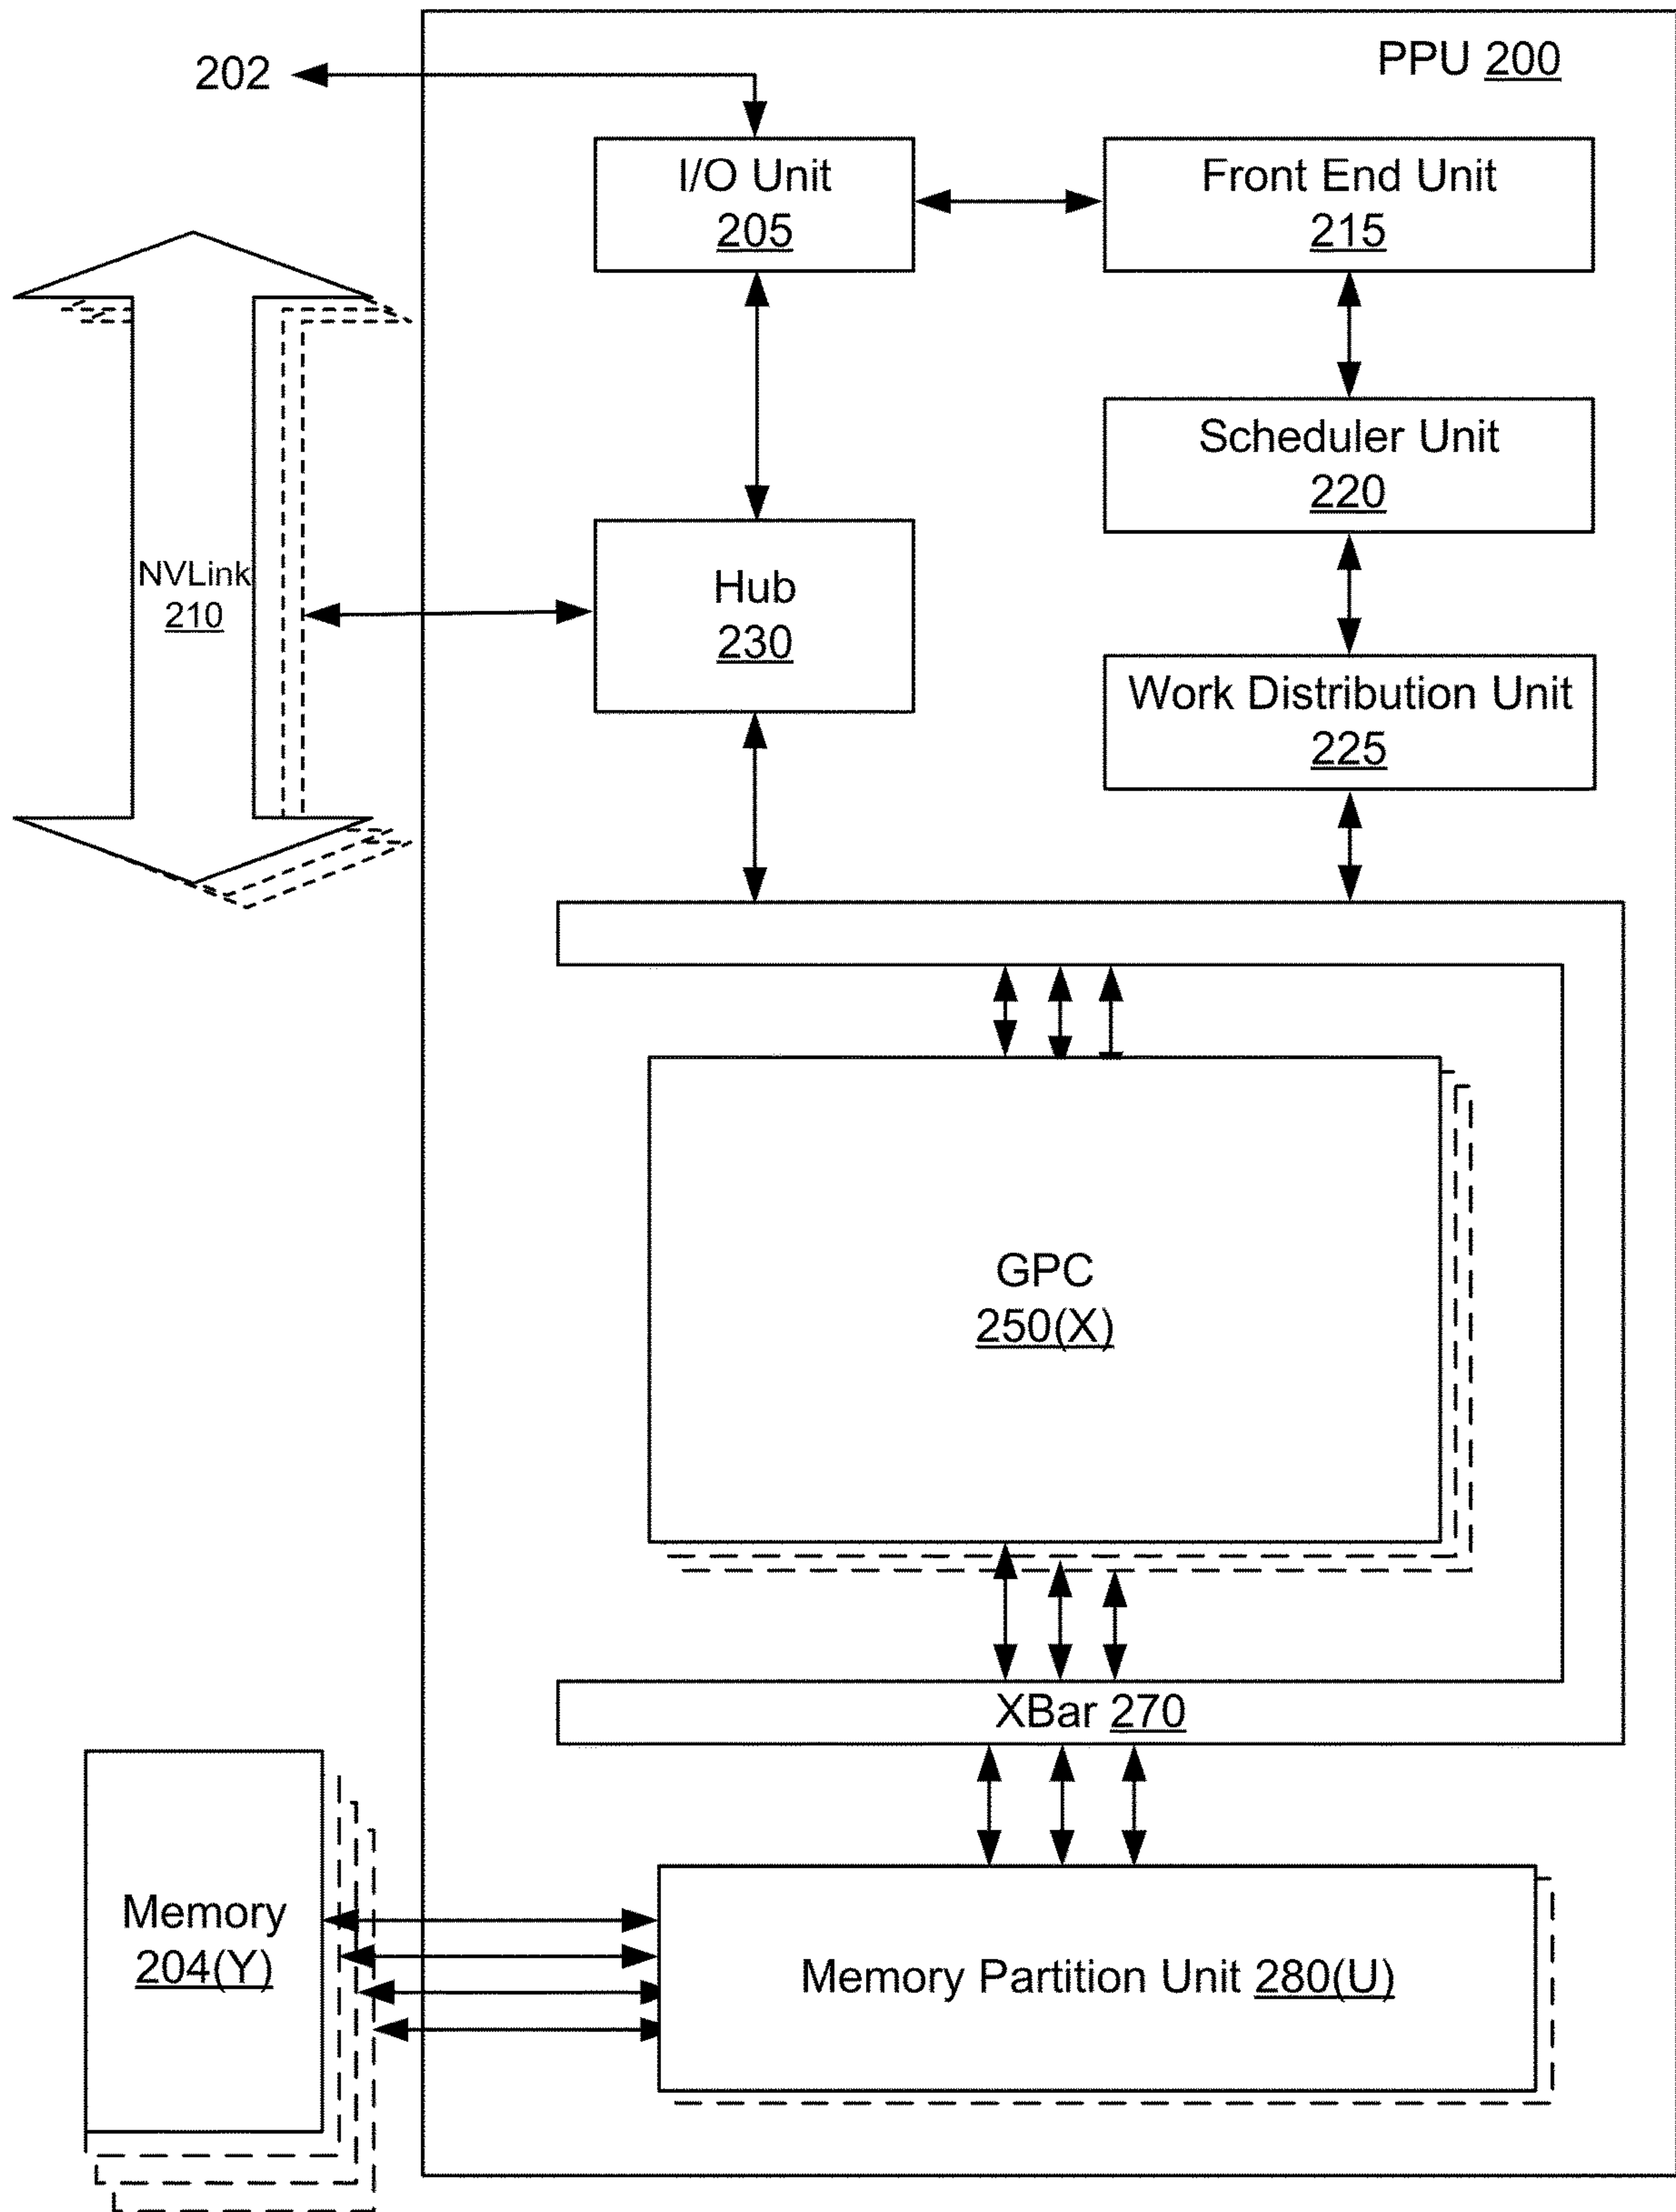 PPU 200
202
I/O Unit
205
Front End Unit
215
Scheduler Unit
220
NVLink
210
Hub
230
Work Distribution Unit
225
GPC
250(X)
XBar 270
Memory
204(Y)
Memory Partition Unit 280(U)